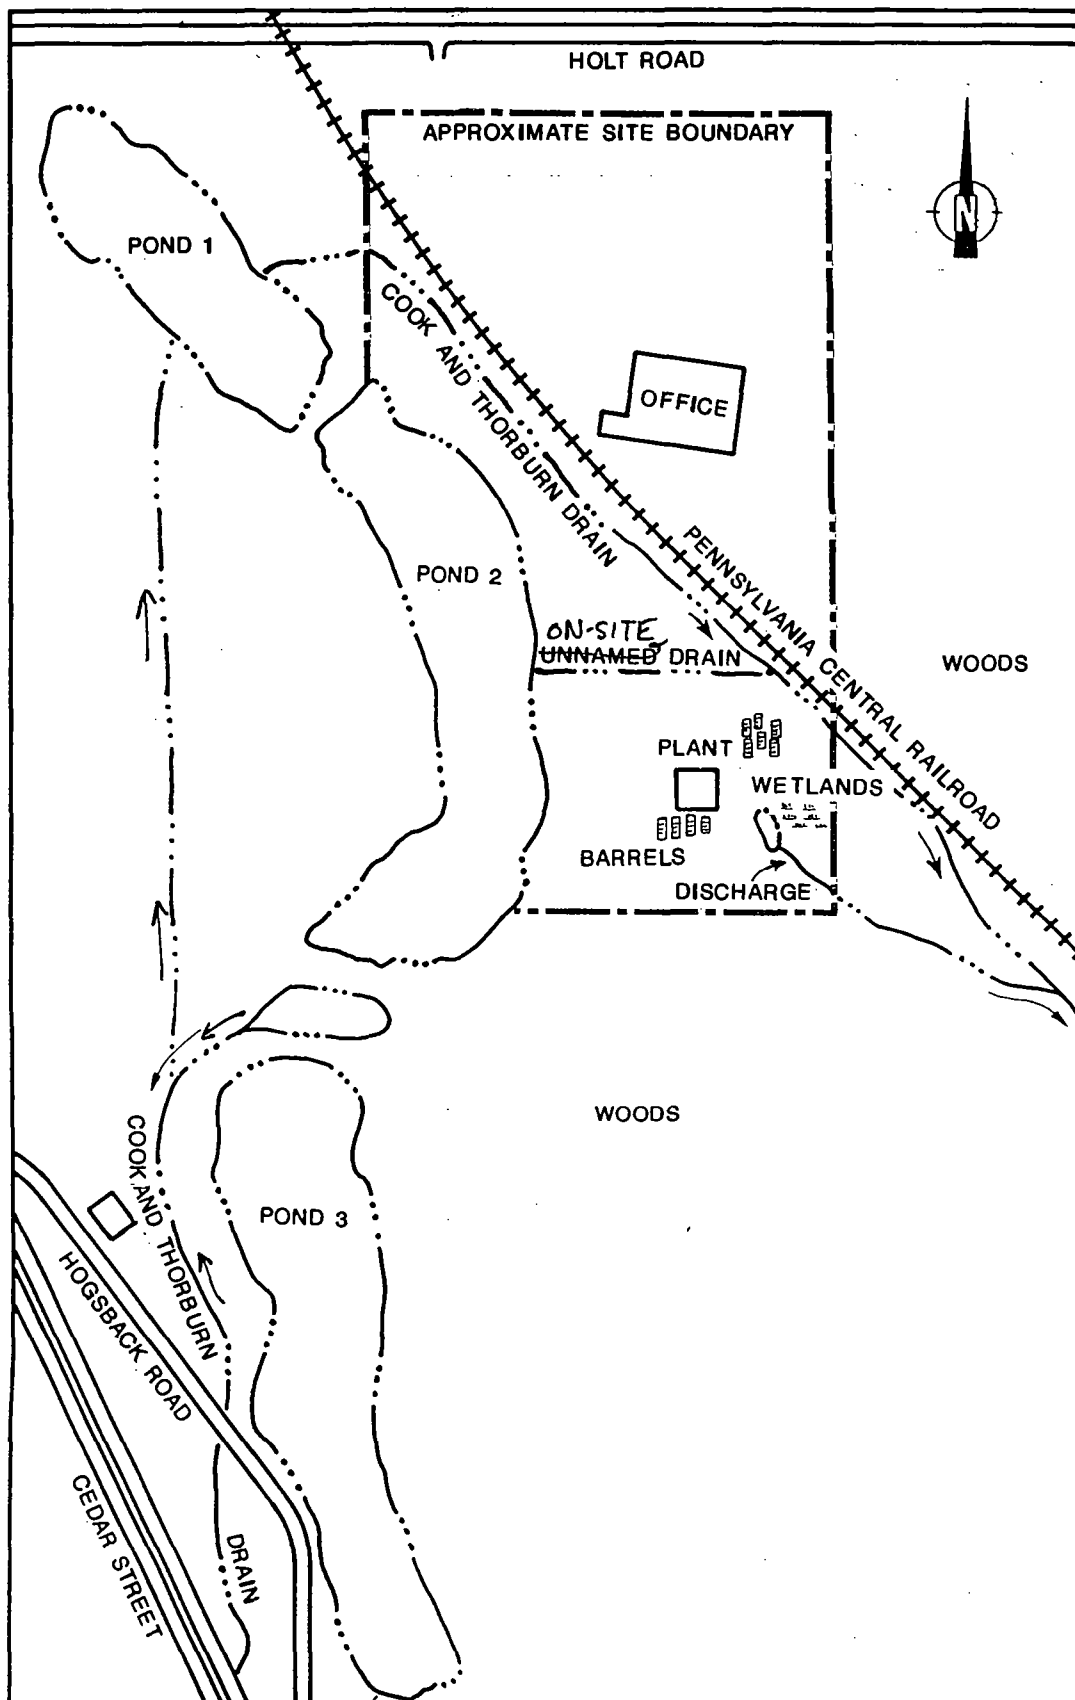 HOLT ROAD
APPROXIMATE SITE BOUNDARY
N
POND 1
COOK AND THORBURN DRAIN
OFFICE
POND 2
PENNSYLVANIA CENTRAL RAILROAD
ON-SITE
UNNAMED DRAIN
WOODS
PLANT
WETLANDS
BARRELS
DISCHARGE
WOODS
COOK AND THORBURN
POND 3
HOGSBACK ROAD
CEDAR STREET
DRAIN